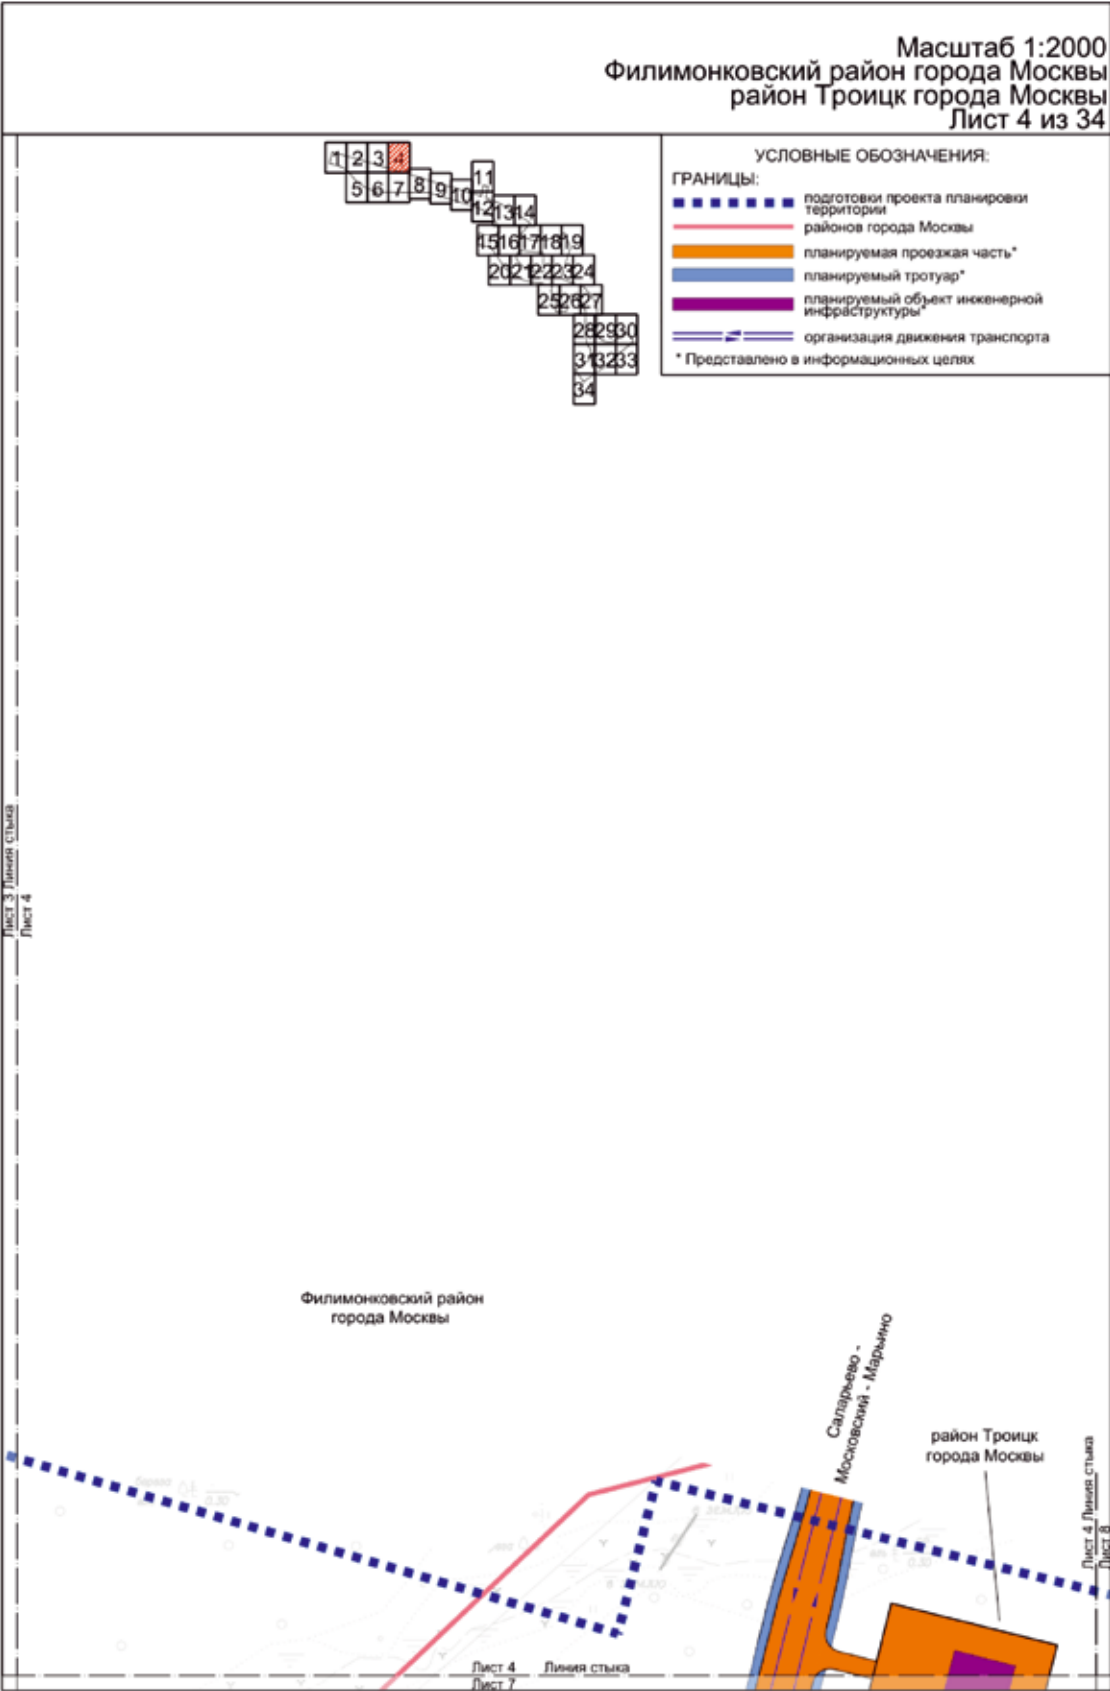 Масштаб 1:2000
Филимонковский район города Москвы
район Троицк города Москвы
Лист 4 из 34
1 2 3 4
5 6 7 8 9 10 11
12 13 14
15 16 17 18 19
20 21 22 23 24
25 26 27
28 29 30
31 32 33
34
УСЛОВНЫЕ ОБОЗНАЧЕНИЯ:
ГРАНИЦЫ:
подготовки проекта планировки
территории
районов города Москвы
планируемая проезжая часть*
планируемый тротуар*
планируемый объект инженерной
инфраструктуры*
организация движения транспорта
* Представлено в информационных целях
Лист 3 Линия стыка
Лист 4
Филимонковский район
города Москвы
Саларьево -
Московский - Марьино
район Троицк
города Москвы
Лист 4 Линия стыка
Лист 8
Лист 4 Линия стыка
Лист 7